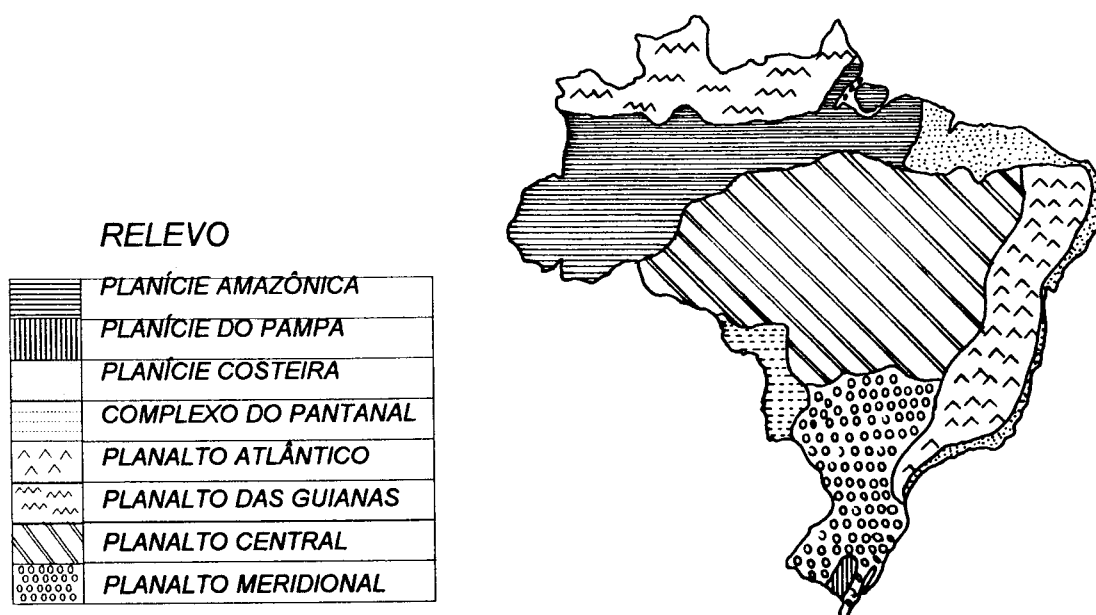 RELEVO
PLANÍCIE AMAZÔNICA
PLANÍCIE DO PAMPA
PLANÍCIE COSTEIRA
COMPLEXO DO PANTANAL
PLANALTO ATLÂNTICO
PLANALTO DAS GUIANAS
PLANALTO CENTRAL
PLANALTO MERIDIONAL